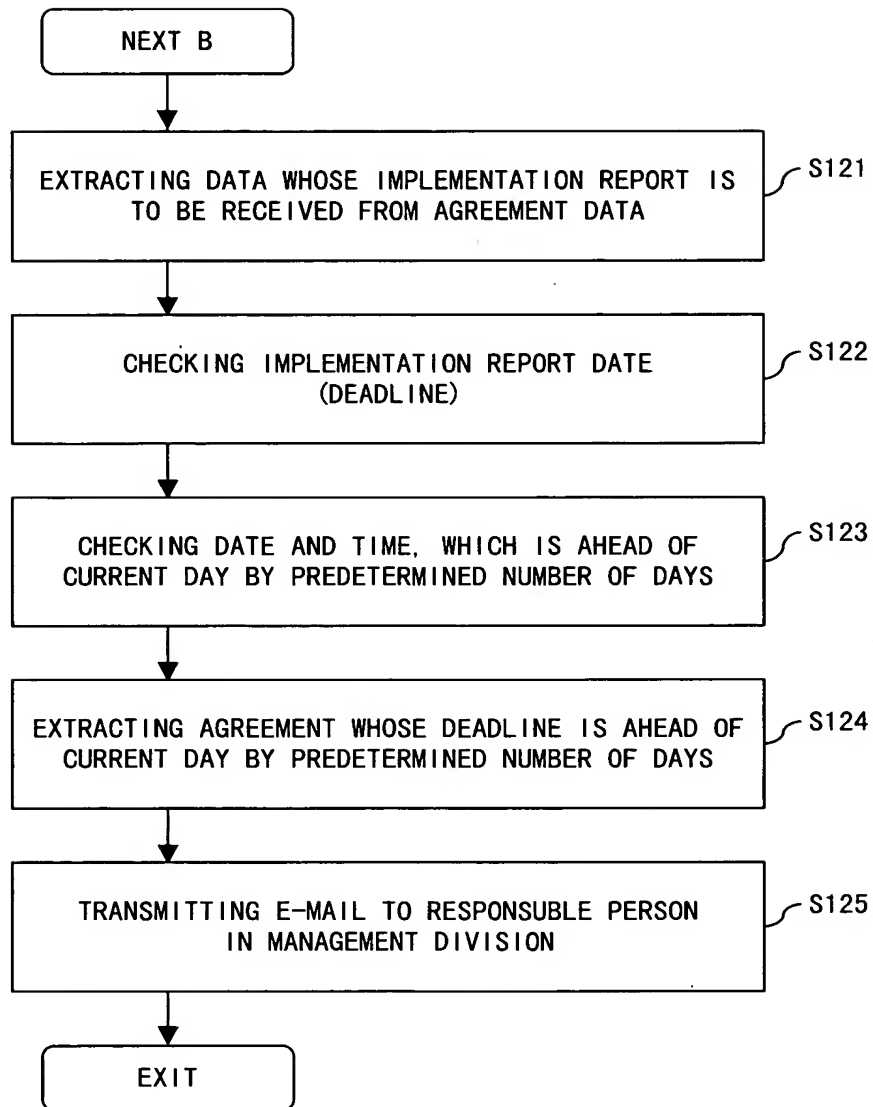 NEXT B
EXTRACTING DATA WHOSE IMPLEMENTATION REPORT IS
TO BE RECEIVED FROM AGREEMENT DATA
S121
CHECKING IMPLEMENTATION REPORT DATE
(DEADLINE)
S122
CHECKING DATE AND TIME, WHICH IS AHEAD OF
CURRENT DAY BY PREDETERMINED NUMBER OF DAYS
S123
EXTRACTING AGREEMENT WHOSE DEADLINE IS AHEAD OF
CURRENT DAY BY PREDETERMINED NUMBER OF DAYS
S124
TRANSMITTING E-MAIL TO RESPONSUBLE PERSON
IN MANAGEMENT DIVISION
S125
EXIT